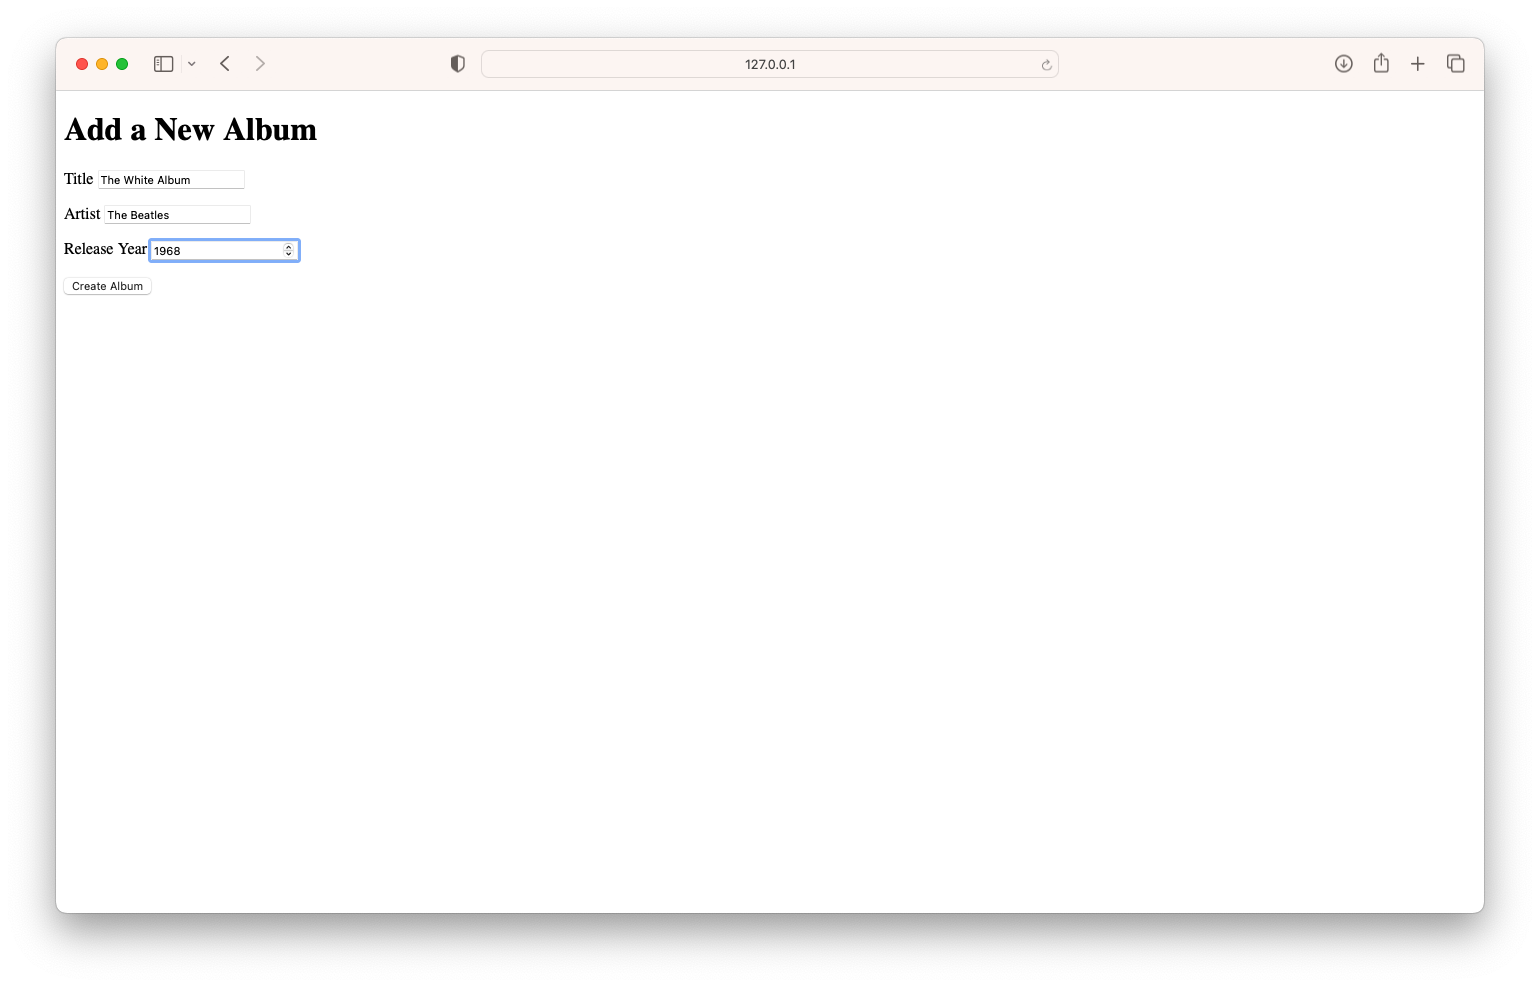 127.0.0.1
Add a New Album
Title The White Album
Artist The Beatles
Release Year 1968
Create Album